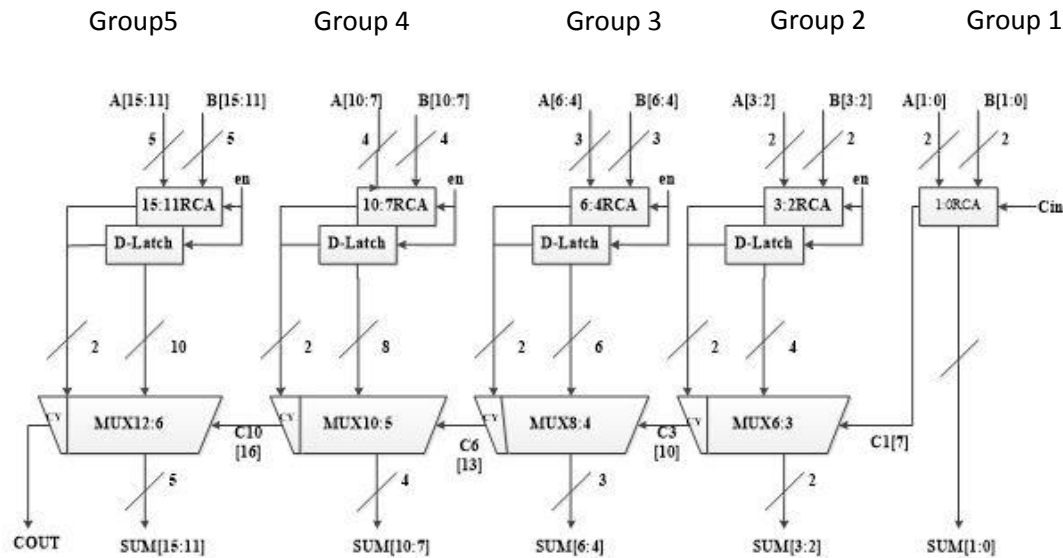 Group5 Group 4 Group 3 Group 2 Group 1
A[15:11] B[15:11] A[10:7] B[10:7] A[6:4] B[6:4] A[3:2] B[3:2] A[1:0] B[1:0]
5 5 4 4 3 3 2 2 2 2
en en en en
15:11RCA 10:7RCA 6:4RCA 3:2RCA 1:0RCA Cin
D-Latch D-Latch D-Latch D-Latch
2 10 2 8 2 6 2 4
CY MUX12:6 CY MUX10:5 CY MUX8:4 CY MUX6:3
C10 C6 C3 C1[7]
[16] [13] [10]
5 4 3 2
COUT SUM[15:11] SUM[10:7] SUM[6:4] SUM[3:2] SUM[1:0]